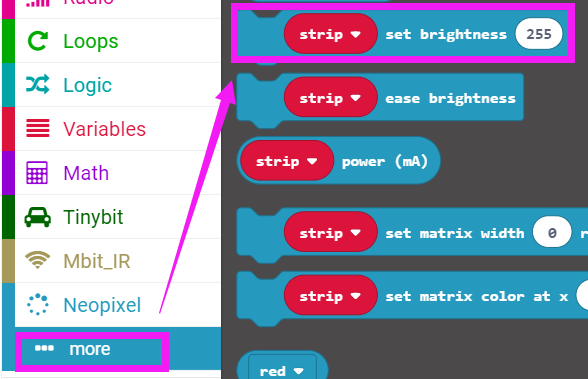 Radio
Loops
Logic
Variables
Math
Tinybit
Mbit_IR
Neopixel
more
strip set brightness 255
strip ease brightness
strip power (mA)
strip set matrix width 0
strip set matrix color at x
red